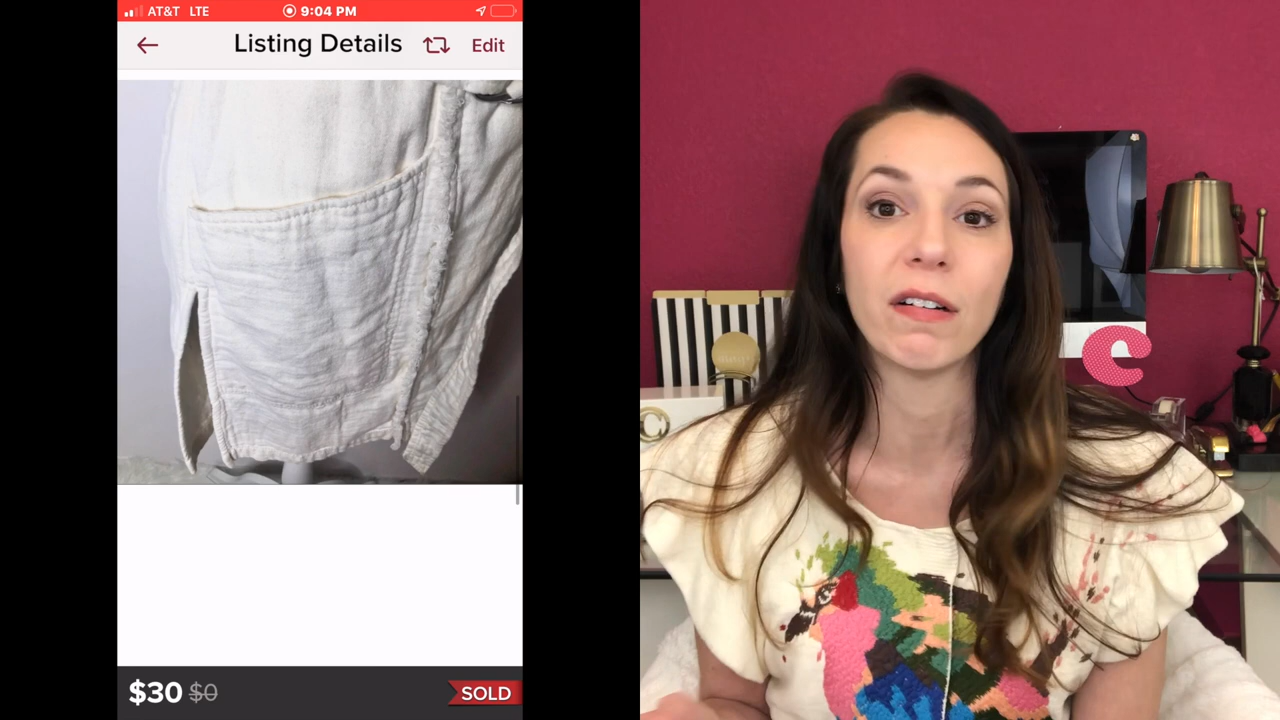 AT&T LTE 9:04 PM
Listing Details Edit
$30 $0 SOLD
C
C